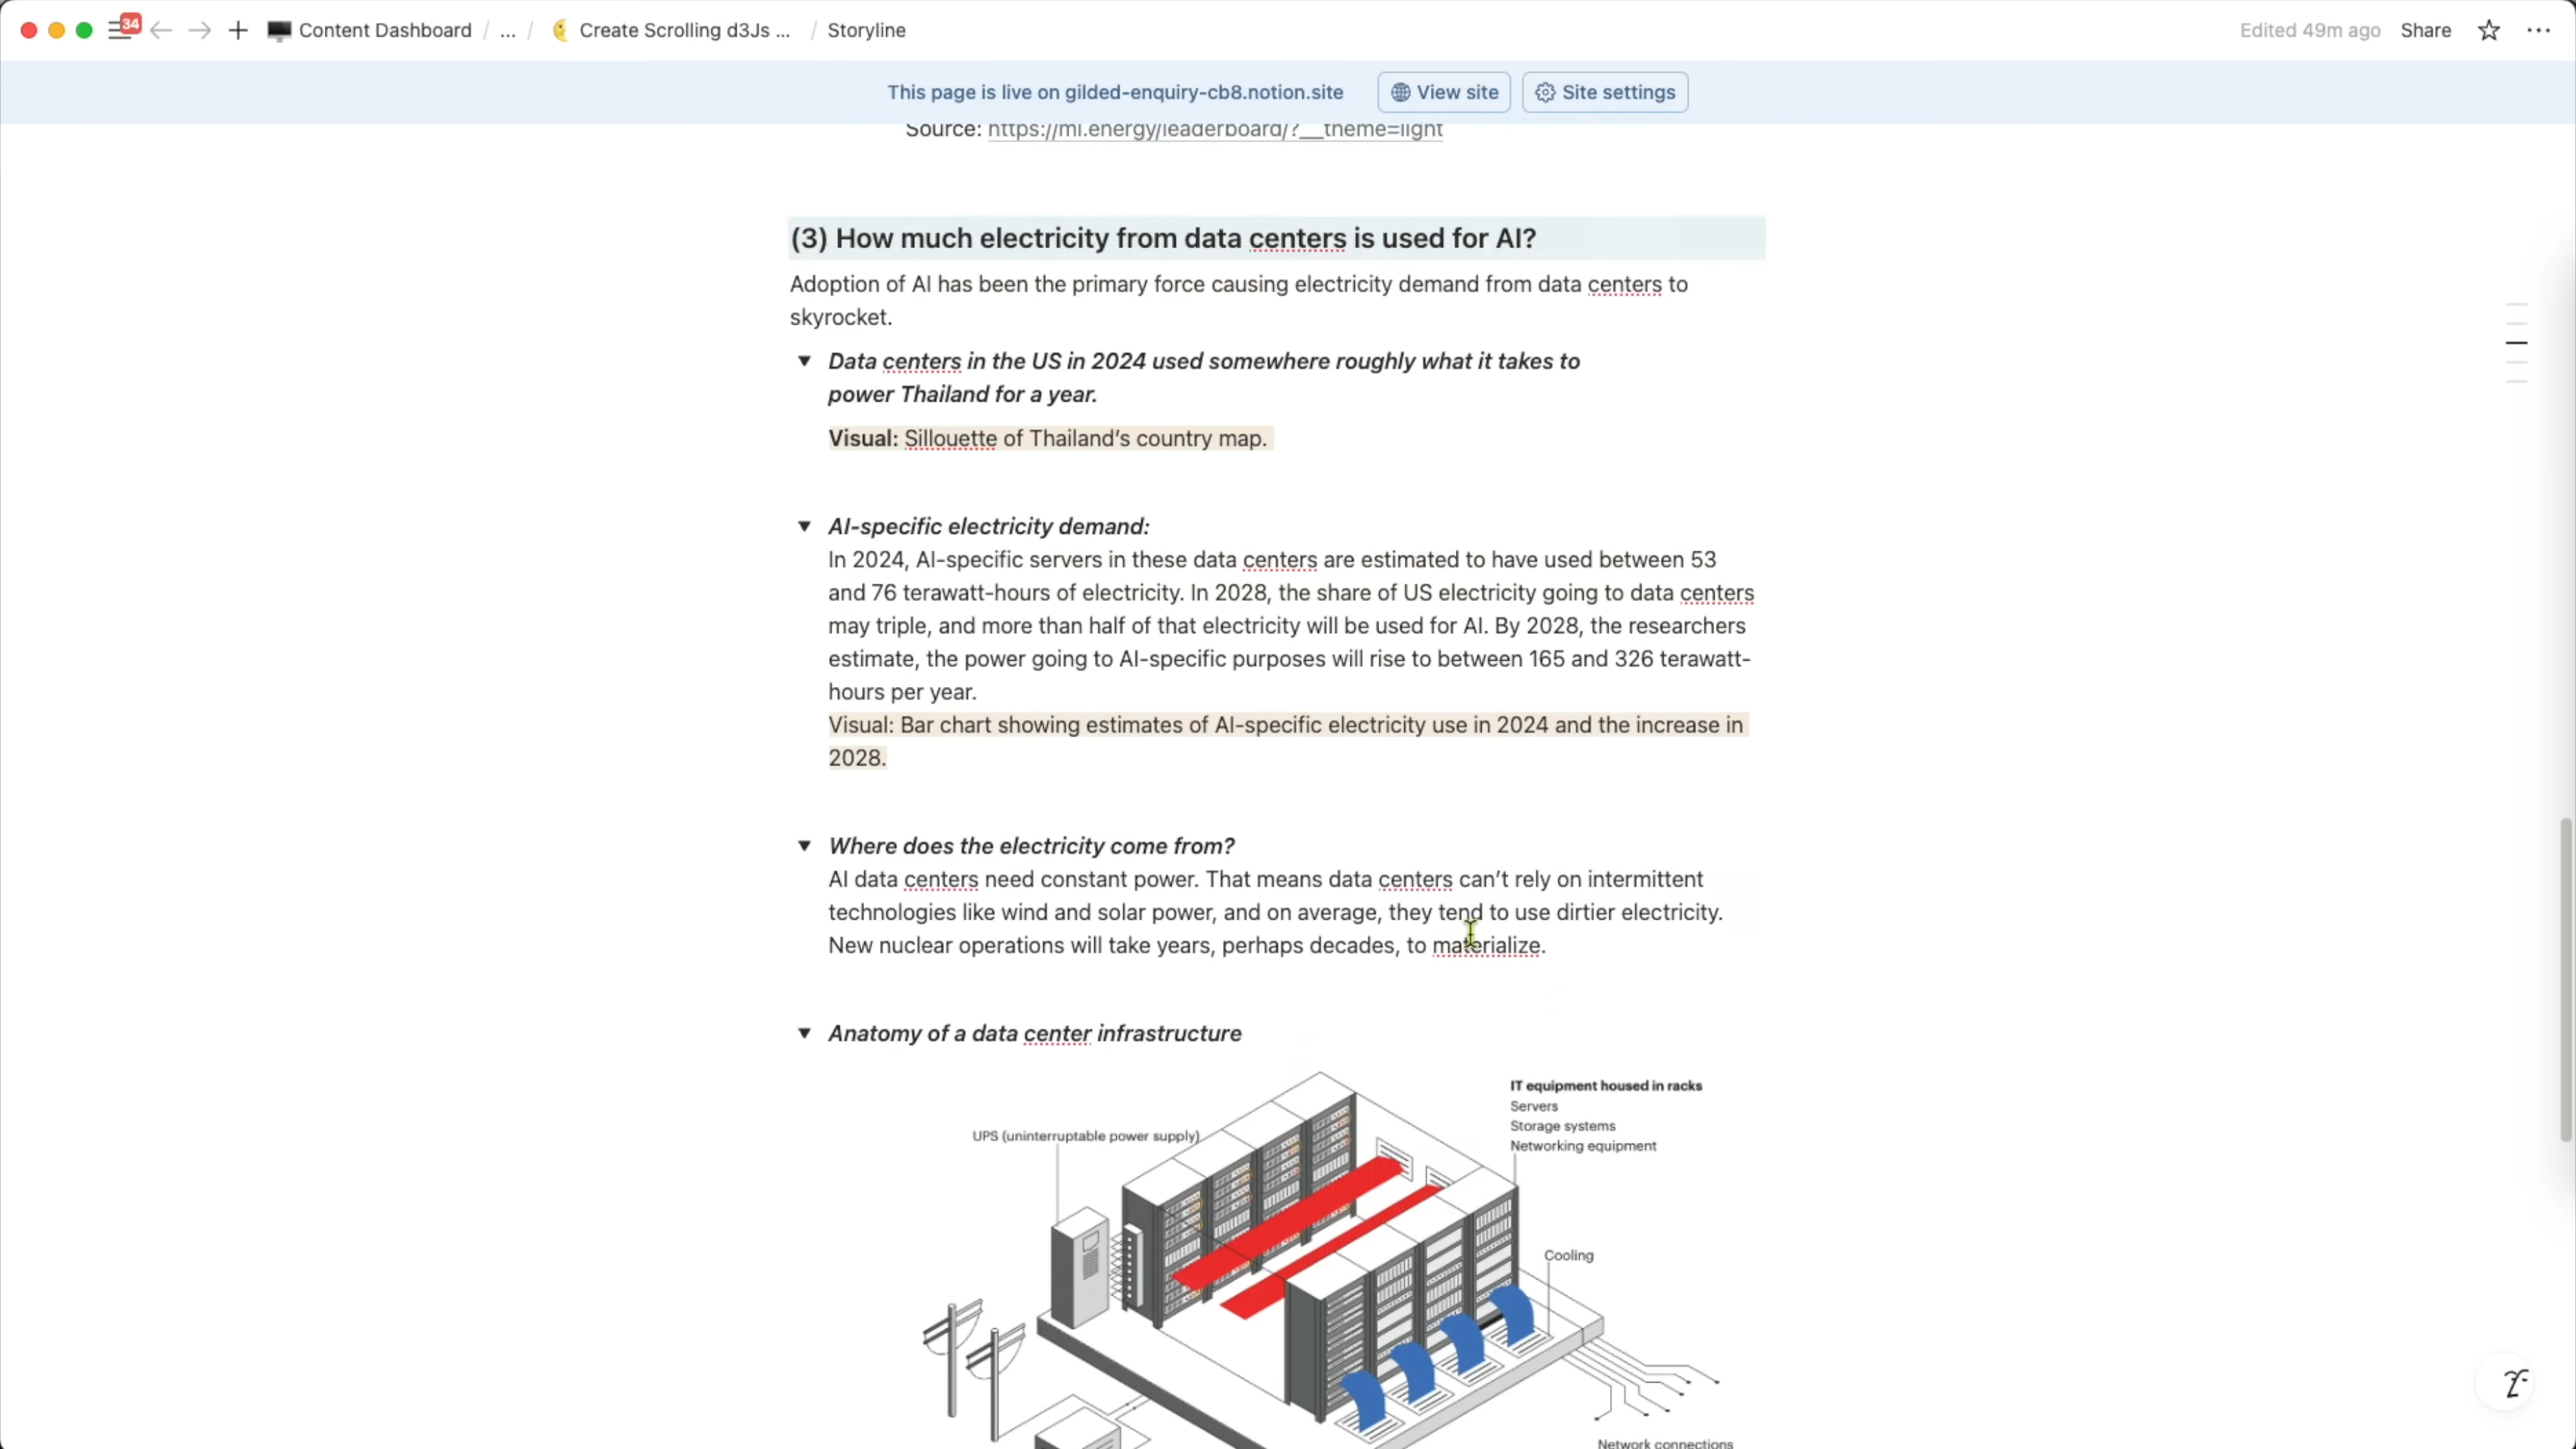 34
Content Dashboard / ... / Create Scrolling d3Js ... / Storyline
Edited 49m ago Share
This page is live on gilded-enquiry-cb8.notion.site View site Site settings
Source: https://ml.energy/leaderboard/?__theme=light
(3) How much electricity from data centers is used for AI?
Adoption of AI has been the primary force causing electricity demand from data centers to
skyrocket.
Data centers in the US in 2024 used somewhere roughly what it takes to
power Thailand for a year.
Visual: Sillouette of Thailand’s country map.
AI-specific electricity demand:
In 2024, AI-specific servers in these data centers are estimated to have used between 53
and 76 terawatt-hours of electricity. In 2028, the share of US electricity going to data centers
may triple, and more than half of that electricity will be used for AI. By 2028, the researchers
estimate, the power going to AI-specific purposes will rise to between 165 and 326 terawatt-
hours per year.
Visual: Bar chart showing estimates of AI-specific electricity use in 2024 and the increase in
2028.
Where does the electricity come from?
AI data centers need constant power. That means data centers can’t rely on intermittent
technologies like wind and solar power, and on average, they tend to use dirtier electricity.
New nuclear operations will take years, perhaps decades, to materialize.
Anatomy of a data center infrastructure
IT equipment housed in racks
Servers
Storage systems
Networking equipment
UPS (uninterruptable power supply)
Cooling
Network connections